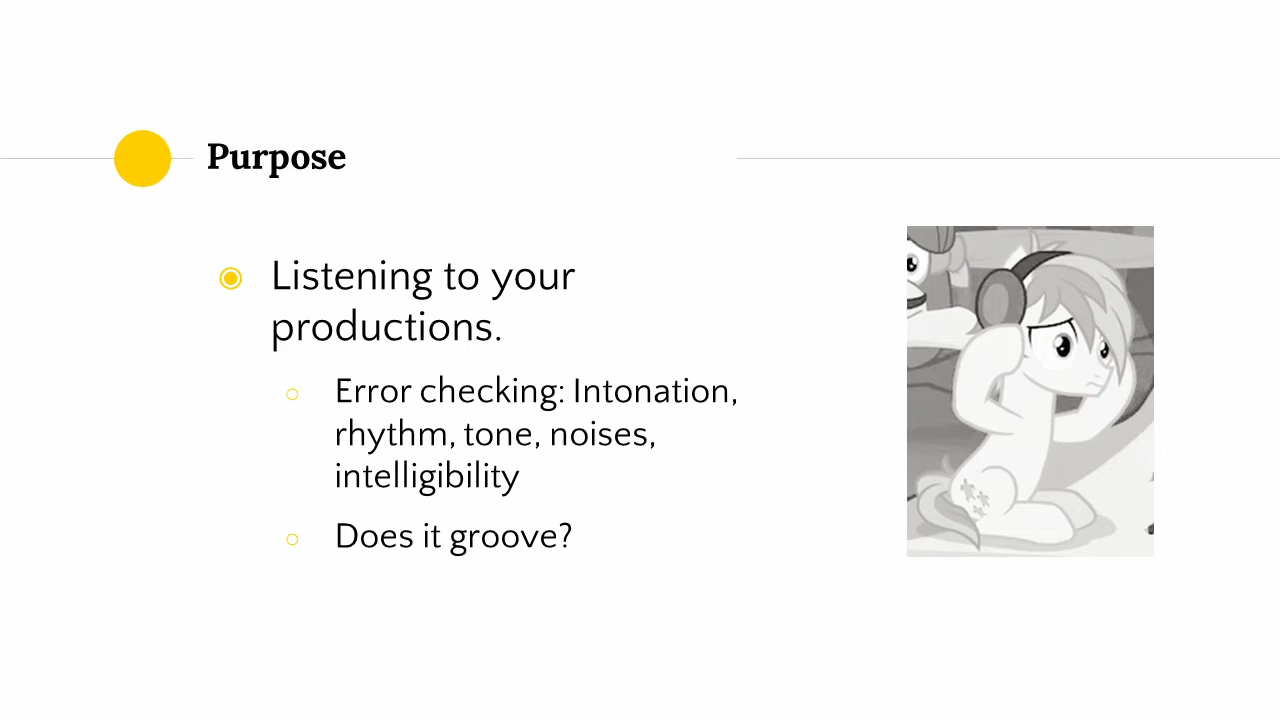 Purpose
Listening to your
productions.
Error checking: Intonation,
rhythm, tone, noises,
intelligibility
Does it groove?